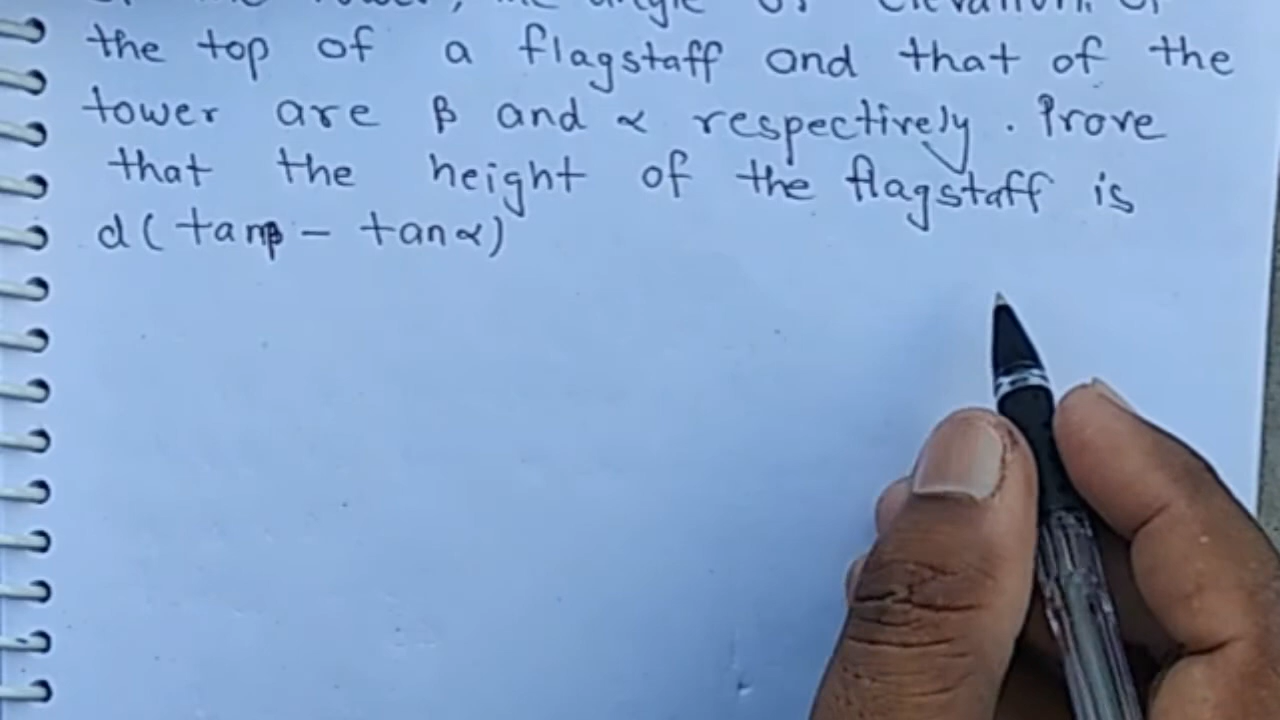 the top of a flagstaff and that of the
tower are β and α respectively. Prove
that the height of the flagstaff is
d(tanβ - tanα)